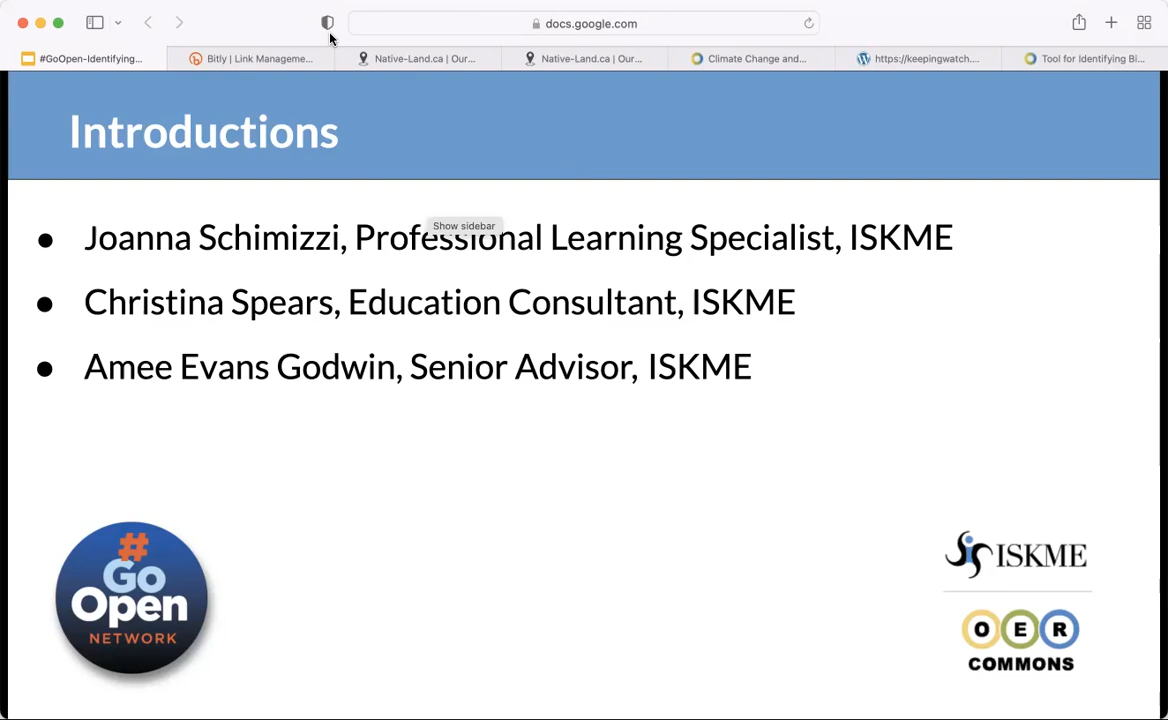 docs.google.com
#GoOpen-Identifying...
Bitly | Link Manageme...
Native-Land.ca | Our...
Native-Land.ca | Our...
Climate Change and...
https://keepingwatch....
Tool for Identifying Bi...
Introductions
Show sidebar
● Joanna Schimizzi, Professional Learning Specialist, ISKME
● Christina Spears, Education Consultant, ISKME
● Amee Evans Godwin, Senior Advisor, ISKME
#
Go
Open
NETWORK
ISKME
OER
COMMONS